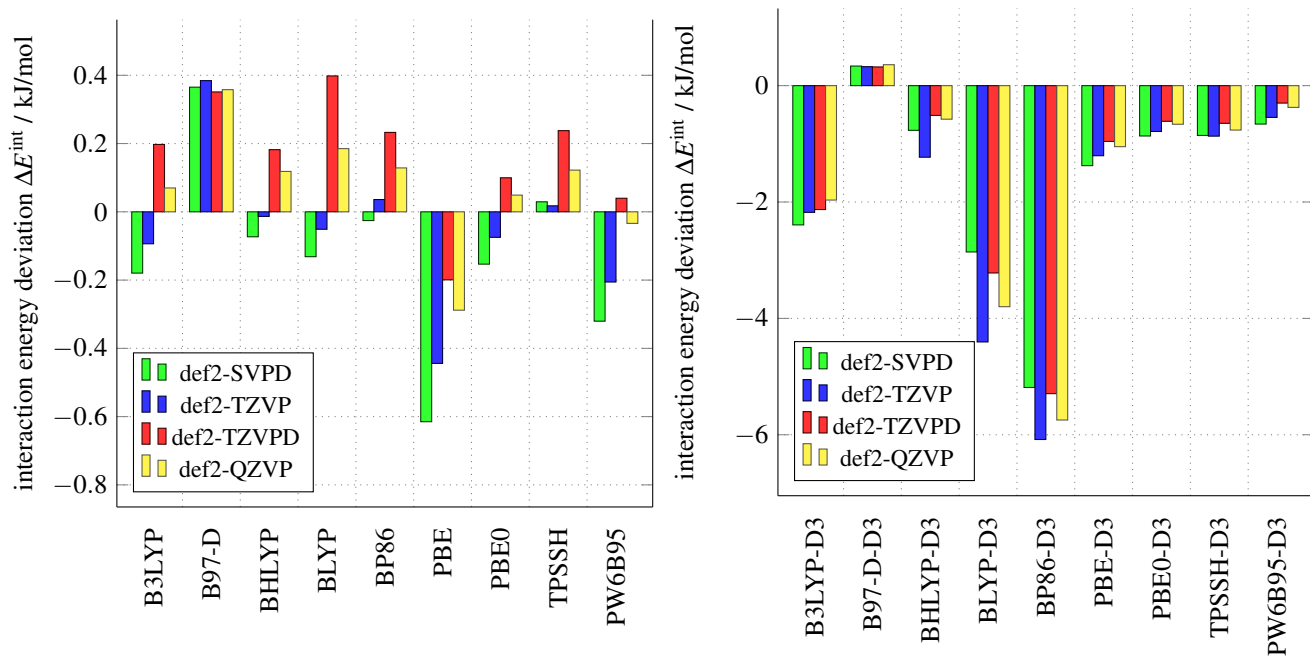 interaction energy deviation ΔE^int / kJ/mol
0.4
0.2
0
−0.2
−0.4
−0.6
−0.8
def2-SVPD
def2-TZVP
def2-TZVPD
def2-QZVP
B3LYP
B97-D
BHLYP
BLYP
BP86
PBE
PBE0
TPSSH
PW6B95
interaction energy deviation ΔE^int / kJ/mol
0
−2
−4
−6
def2-SVPD
def2-TZVP
def2-TZVPD
def2-QZVP
B3LYP-D3
B97-D-D3
BHLYP-D3
BLYP-D3
BP86-D3
PBE-D3
PBE0-D3
TPSSH-D3
PW6B95-D3